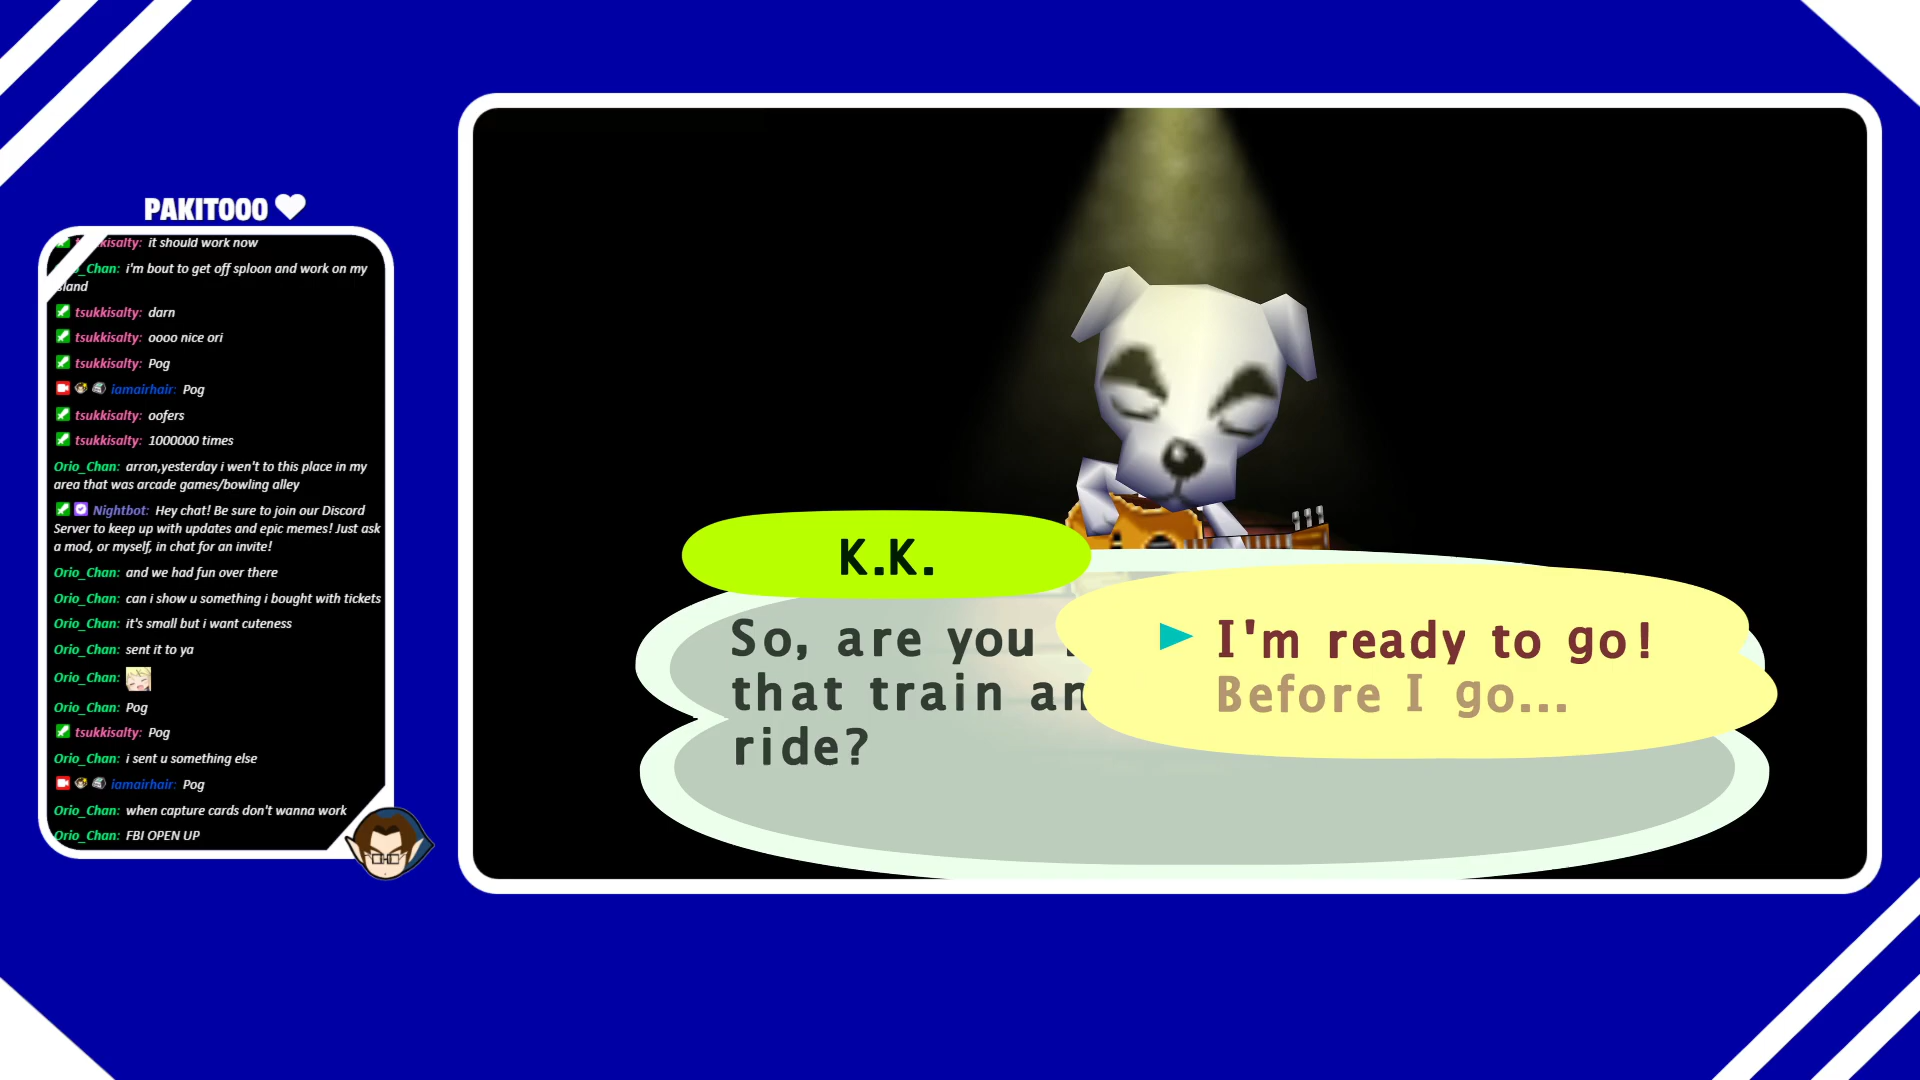 PAKITOOO
kisalty: it should work now
o_Chan: i'm bout to get off sploon and work on my
sland
tsukkisalty: darn
tsukkisalty: oooo nice ori
tsukkisalty: Pog
iamairhair: Pog
tsukkisalty: oofers
tsukkisalty: 1000000 times
Orio_Chan: arron,yesterday i wen't to this place in my
area that was arcade games/bowling alley
Nightbot: Hey chat! Be sure to join our Discord
Server to keep up with updates and epic memes! Just ask
a mod, or myself, in chat for an invite!
Orio_Chan: and we had fun over there
Orio_Chan: can i show u something i bought with tickets
Orio_Chan: it's small but i want cuteness
Orio_Chan: sent it to ya
Orio_Chan:
Orio_Chan: Pog
tsukkisalty: Pog
Orio_Chan: i sent u something else
iamairhair: Pog
Orio_Chan: when capture cards don't wanna work
Orio_Chan: FBI OPEN UP
K.K.
So, are you
that train an
ride?
I'm ready to go!
Before I go...